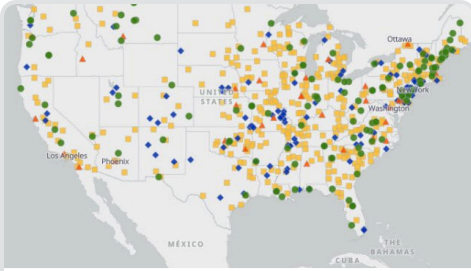 Ottawa
UNITED
STATES
New York
Washington
Los Angeles
Phoenix
MÉXICO
THE
BAHAMAS
CUBA